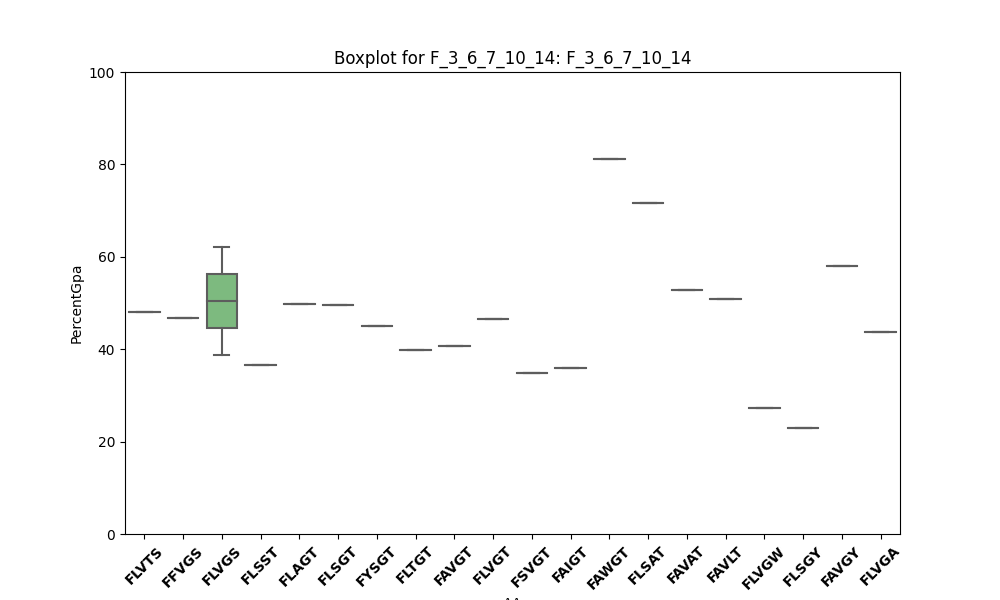 Boxplot for F_3_6_7_10_14: F_3_6_7_10_14
100
80
60
40
20
0
PercentGpa
FLVTS
FFVGS
FLVGS
FLSST
FLAGT
FLSGT
FYSGT
FLTGT
FAVGT
FLVGT
FSVGT
FAIGT
FAWGT
FLSAT
FAVAT
FAVLT
FLVGW
FLSGY
FAVGY
FLVGA